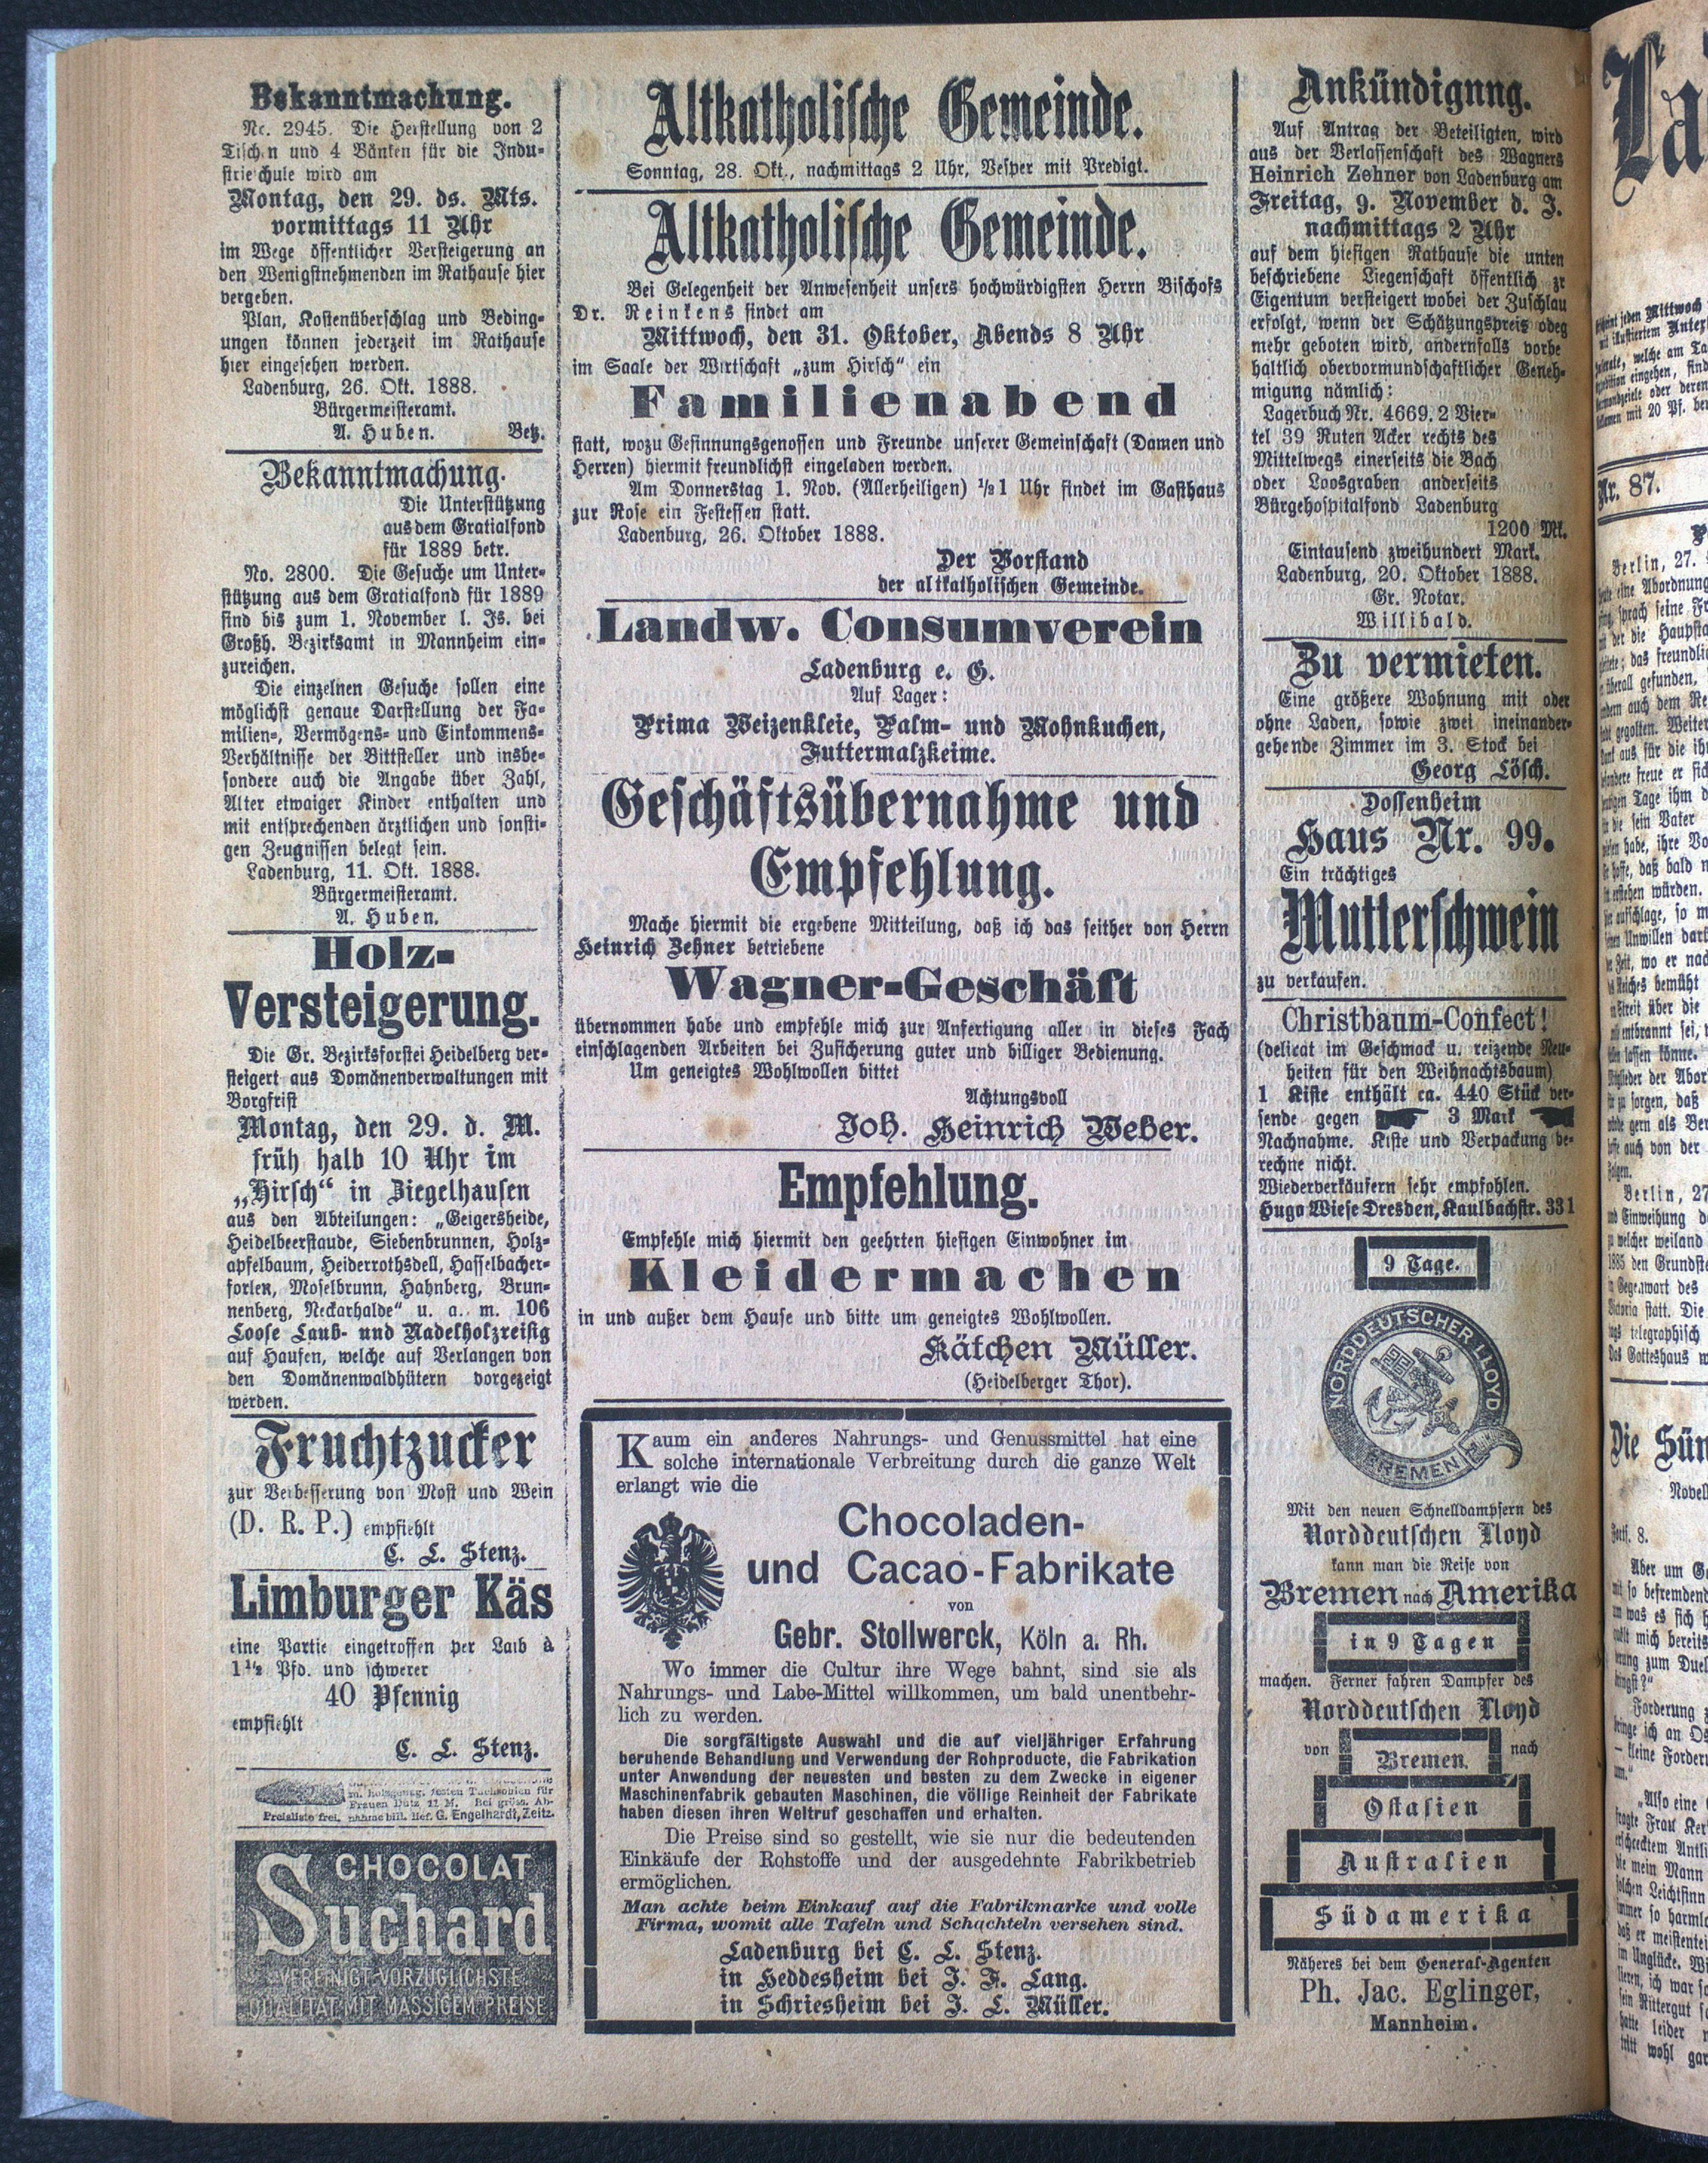 Bekanntmachung.
Nr. 2945. Die Herstellung von 2
Tischen und 4 Bänken für die Indu-
strieschule wird am
Montag, den 29. ds. Mts.
vormittags 11 Uhr
im Wege öffentlicher Versteigerung an
den Wenigstnehmenden im Rathause hier
vergeben.
Plan, Kostenüberschlag und Beding-
ungen können jederzeit im Rathause
hier eingesehen werden.
Ladenburg, 26. Okt. 1888.
Bürgermeisteramt.
A. Huben. Betz.
Bekanntmachung.
Die Unterstützung
aus dem Gratialfond
für 1889 betr.
No. 2800. Die Gesuche um Unter-
stützung aus dem Gratialfond für 1889
sind bis zum 1. November l. Js. bei
Großh. Bezirksamt in Mannheim ein-
zureichen.
Die einzelnen Gesuche sollen eine
möglichst genaue Darstellung der Fa-
milien-, Vermögens- und Einkommens-
Verhältnisse der Bittsteller und insbe-
sondere auch die Angabe über Zahl,
Alter etwaiger Kinder enthalten und
mit entsprechenden ärztlichen und sonsti-
gen Zeugnissen belegt sein.
Ladenburg, 11. Okt. 1888.
Bürgermeisteramt.
A. Huben.
Holz-
Versteigerung.
Die Gr. Bezirksforstei Heidelberg ver-
steigert aus Domänenverwaltungen mit
Borgfrist
Montag, den 29. d. M.
früh halb 10 Uhr im
„Hirsch“ in Ziegelhausen
aus den Abteilungen: „Geigersheide,
Heidelbeerstaude, Siebenbrunnen, Holz-
apfelbaum, Heiderrothsdell, Hasselbacher-
forlen, Moselbrunn, Hahnberg, Brun-
nenberg, Neckarhalde“ u. a. m. 106
Loose Laub- und Nadelholzreisig
auf Haufen, welche auf Verlangen von
den Domänenwaldhütern vorgezeigt
werden.
Fruchtzucker
zur Verbesserung von Most und Wein
(D. R. P.) empfiehlt
C. L. Stenz.
Limburger Käs
eine Partie eingetroffen per Laib à
1½ Pfd. und schwerer
40 Pfennig
empfiehlt
C. L. Stenz.
Frauen Dutz 12 M. Bei gröss. Ab-
Preisliste frei. nahme bill. lief. G. Engelhardt, Zeitz.
CHOCOLAT
Suchard
VEREINIGT VORZÜGLICHSTE
QUALITÄT MIT MÄSSIGEM PREISE
Altkatholische Gemeinde.
Sonntag, 28. Okt., nachmittags 2 Uhr, Vesper mit Predigt.
Altkatholische Gemeinde.
Bei Gelegenheit der Anwesenheit unsers hochwürdigsten Herrn Bischofs
Dr. Reinkens findet am
Mittwoch, den 31. Oktober, Abends 8 Uhr
im Saale der Wirtschaft „zum Hirsch“ ein
Familienabend
statt, wozu Gesinnungsgenossen und Freunde unserer Gemeinschaft (Damen und
Herren) hiermit freundlichst eingeladen werden.
Am Donnerstag 1. Nov. (Allerheiligen) ½1 Uhr findet im Gasthaus
zur Rose ein Festessen statt.
Ladenburg, 26. Oktober 1888.
Der Vorstand
der altkatholischen Gemeinde.
Landw. Consumverein
Ladenburg e. G.
Auf Lager:
Prima Weizenkleie, Palm- und Mohnkuchen,
Futtermalzkeime.
Geschäftsübernahme und
Empfehlung.
Mache hiermit die ergebene Mitteilung, daß ich das seither von Herrn
Heinrich Zehner betriebene
Wagner-Geschäft
übernommen habe und empfehle mich zur Anfertigung aller in dieses Fach
einschlagenden Arbeiten bei Zusicherung guter und billiger Bedienung.
Um geneigtes Wohlwollen bittet
Achtungsvoll
Joh. Heinrich Weber.
Empfehlung.
Empfehle mich hiermit den geehrten hiesigen Einwohner im
Kleidermachen
in und außer dem Hause und bitte um geneigtes Wohlwollen.
Kätchen Müller.
(Heidelberger Thor).
Kaum ein anderes Nahrungs- und Genussmittel hat eine
solche internationale Verbreitung durch die ganze Welt
erlangt wie die
Chocoladen-
und Cacao-Fabrikate
von
Gebr. Stollwerck, Köln a. Rh.
Wo immer die Cultur ihre Wege bahnt, sind sie als
Nahrungs- und Labe-Mittel willkommen, um bald unentbehr-
lich zu werden.
Die sorgfältigste Auswahl und die auf vieljähriger Erfahrung
beruhende Behandlung und Verwendung der Rohproducte, die Fabrikation
unter Anwendung der neuesten und besten zu dem Zwecke in eigener
Maschinenfabrik gebauten Maschinen, die völlige Reinheit der Fabrikate
haben diesen ihren Weltruf geschaffen und erhalten.
Die Preise sind so gestellt, wie sie nur die bedeutenden
Einkäufe der Rohstoffe und der ausgedehnte Fabrikbetrieb
ermöglichen.
Man achte beim Einkauf auf die Fabrikmarke und volle
Firma, womit alle Tafeln und Schachteln versehen sind.
Ladenburg bei C. L. Stenz.
in Heddesheim bei J. F. Lang.
in Schriesheim bei J. L. Müller.
Ankündigung.
Auf Antrag der Beteiligten, wird
aus der Verlassenschaft des Wagners
Heinrich Zehner von Ladenburg am
Freitag, 9. November d. J.
nachmittags 2 Uhr
auf dem hiesigen Rathause die unten
beschriebene Liegenschaft öffentlich zr
Eigentum versteigert wobei der Zuschlau
erfolgt, wenn der Schätzungspreis odeg
mehr geboten wird, andernfalls vorbe
haltlich obervormundschaftlicher Geneh-
migung nämlich:
Lagerbuch Nr. 4669. 2 Vier-
tel 39 Ruten Acker rechts des
Mittelwegs einerseits die Bach
oder Loosgraben anderseits
Bürgehospitalfond Ladenburg
1200 Mk.
Eintausend zweihundert Mark.
Ladenburg, 20. Oktober 1888.
Gr. Notar.
Willibald.
Zu vermieten.
Eine größere Wohnung mit oder
ohne Laden, sowie zwei ineinander-
gehende Zimmer im 3. Stock bei
Georg Lösch.
Dossenheim
Haus Nr. 99.
Ein trächtiges
Mutterschwein
zu verkaufen.
Christbaum-Confect!
(delicat im Geschmack u. reizende Neu-
heiten für den Weihnachtsbaum)
1 Kiste enthält ca. 440 Stück ver-
sende gegen 3 Mark
Nachnahme. Kiste und Verpackung be-
rechne nicht.
Wiederverkäufern sehr empfohlen.
Hugo Wiese Dresden, Kaulbachstr. 33 I
9 Tage.
NORDDEUTSCHER LLOYD
BREMEN
Mit den neuen Schnelldampfern des
Norddeutschen Lloyd
kann man die Reise von
Bremen nach Amerika
in 9 Tagen
machen. Ferner fahren Dampfer des
Norddeutschen Lloyd
von Bremen nach
Ostasien
Australien
Südamerika
Näheres bei dem General-Agenten
Ph. Jac. Eglinger,
Mannheim.
La
Nr. 87.
Berlin, 27.
Berlin, 27
Die Sün